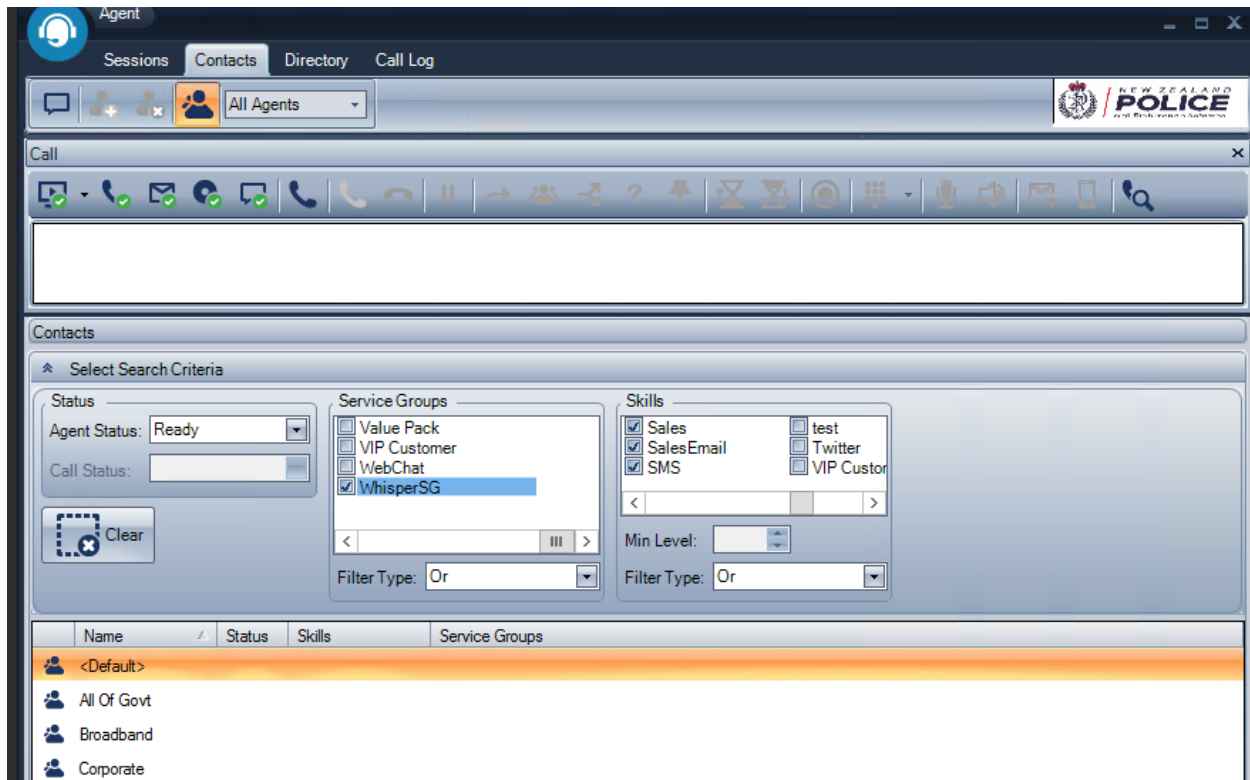 Agent
Sessions Contacts Directory Call Log
All Agents
NEW ZEALAND
POLICE
Call
Contacts
Select Search Criteria
Status
Agent Status: Ready
Call Status:
Clear
Service Groups
Value Pack
VIP Customer
WebChat
WhisperSG
Filter Type: Or
Skills
Sales
SalesEmail
SMS
test
Twitter
VIP Custor
Min Level:
Filter Type: Or
Name Status Skills Service Groups
<Default>
All Of Govt
Broadband
Corporate